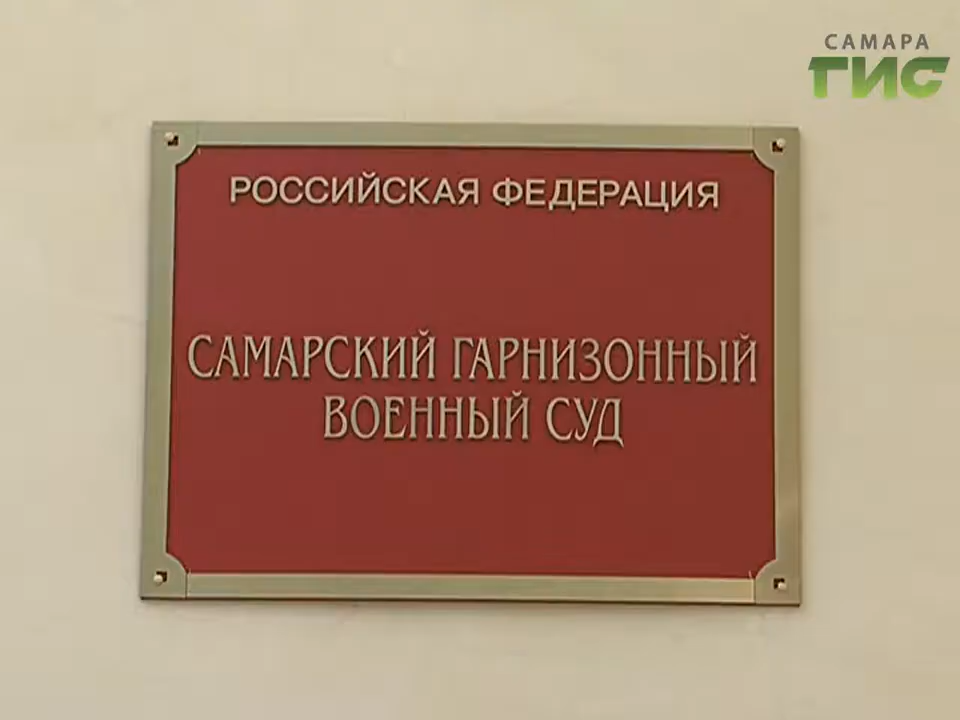 САМАРА
ГИС
РОССИЙСКАЯ ФЕДЕРАЦИЯ
САМАРСКИЙ ГАРНИЗОННЫЙ
ВОЕННЫЙ СУД